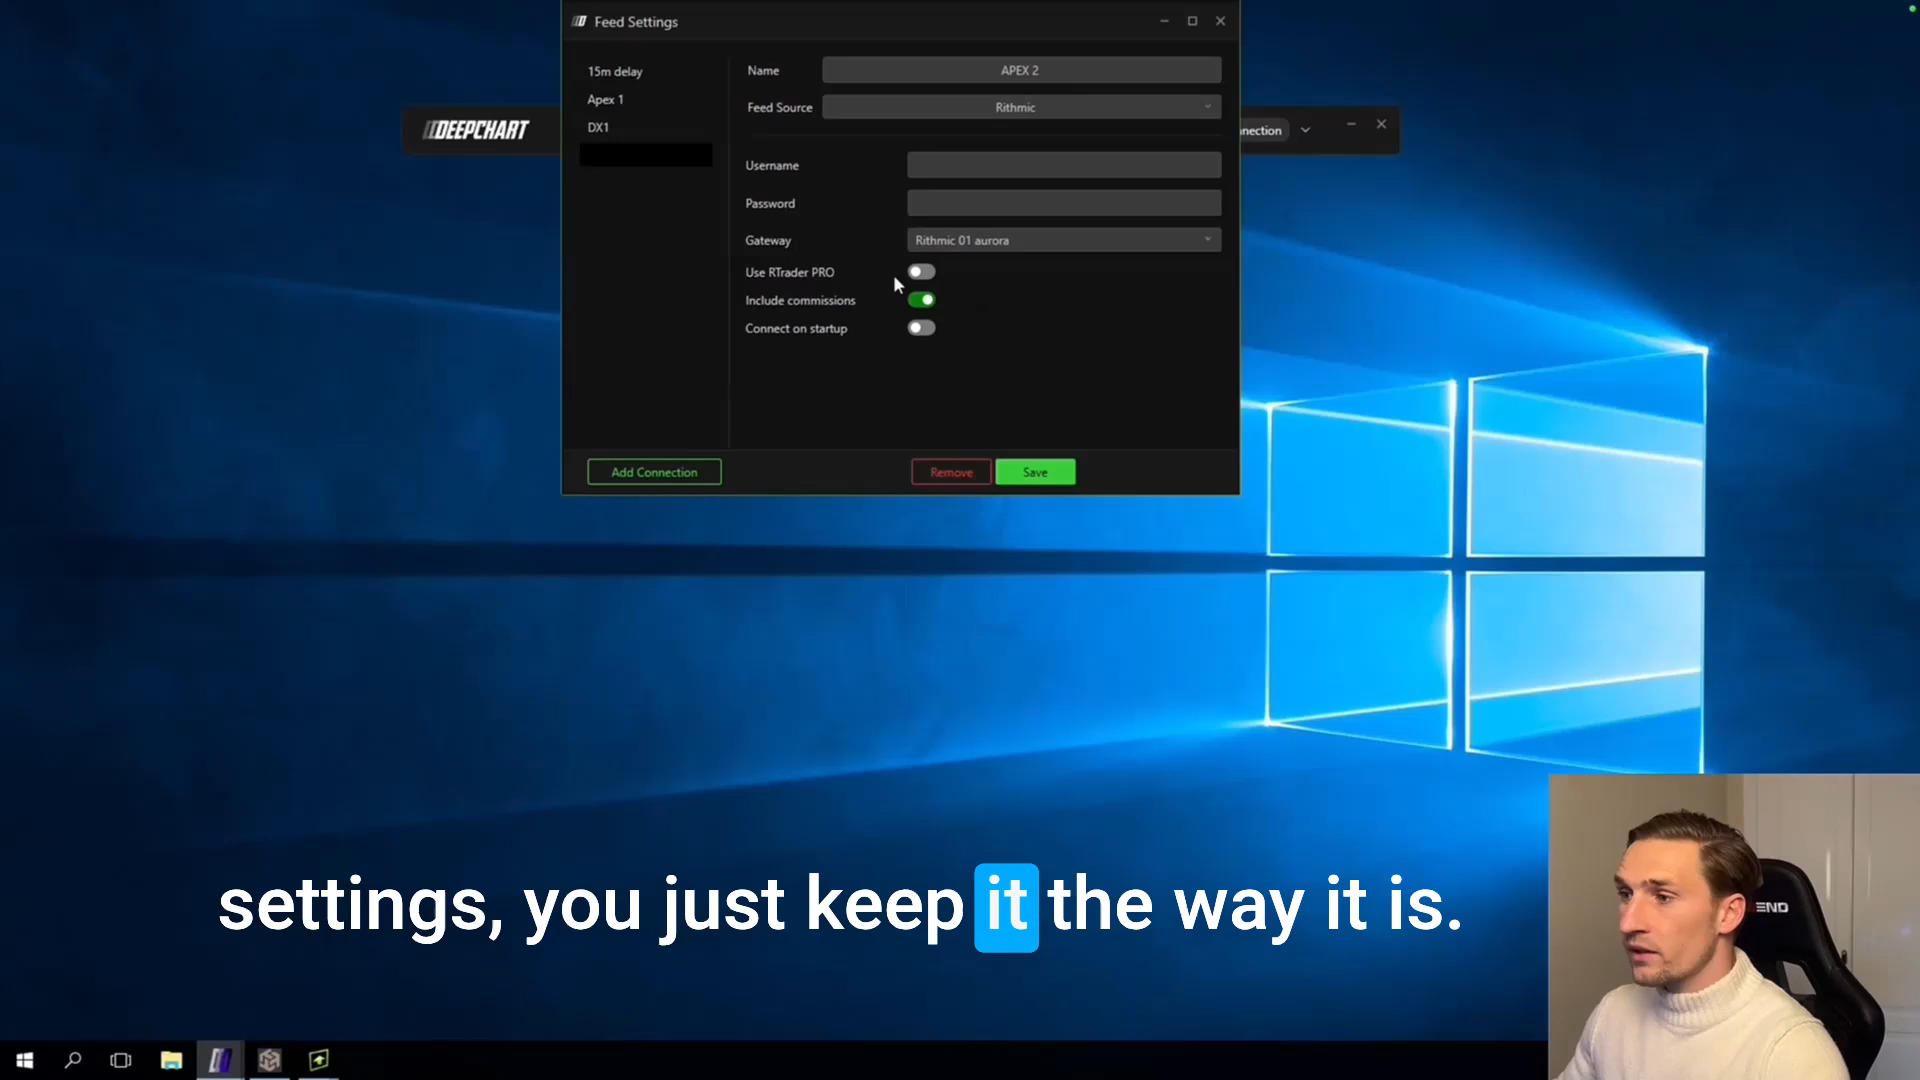 Feed Settings
15m delay
Apex 1
DX1
Name
APEX 2
Feed Source
Rithmic
DEEPCHART
nnection
Username
Password
Gateway
Rithmic 01 aurora
Use RTrader PRO
Include commissions
Connect on startup
Add Connection
Remove
Save
settings, you just keep it the way it is.
END